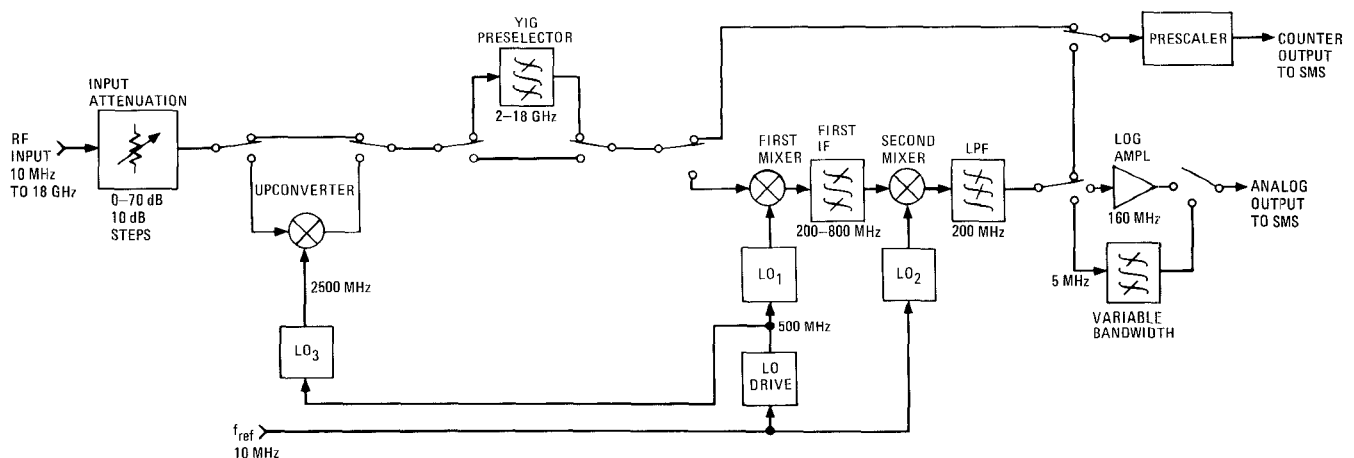 YIG
PRESELECTOR
2–18 GHz
PRESCALER
COUNTER
OUTPUT
TO SMS
INPUT
ATTENUATION
RF
INPUT
10 MHz
TO 18 GHz
0–70 dB
10 dB
STEPS
UPCONVERTER
2500 MHz
LO3
FIRST
MIXER
FIRST
IF
200–800 MHz
SECOND
MIXER
LPF
200 MHz
LOG
AMPL
160 MHz
ANALOG
OUTPUT
TO SMS
5 MHz
VARIABLE
BANDWIDTH
LO1
LO2
500 MHz
LO
DRIVE
fref
10 MHz